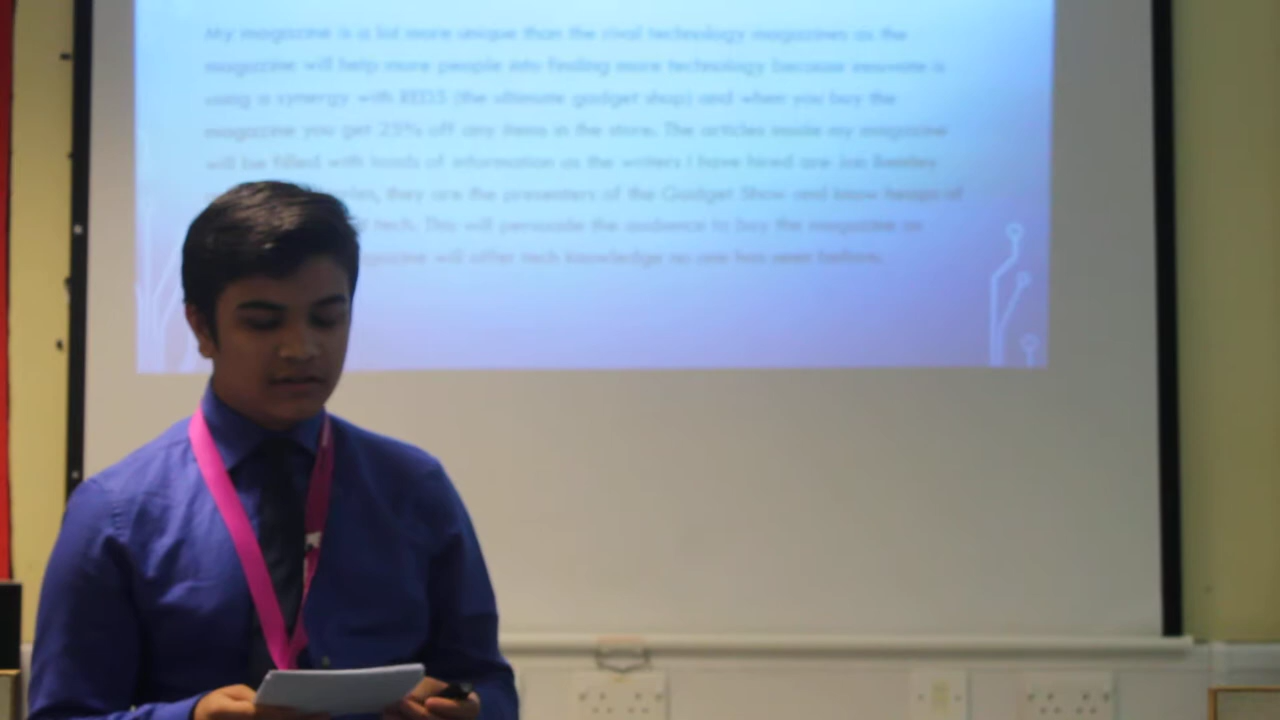 My magazine is a lot more unique than the rival technology magazines as the
magazine will help more people into finding more technology because
using a synergy with (the ultimate gadget shop) and when you buy the
magazine you get 25% off any items in the store. The articles inside my magazine
will be filled with loads of information as the writers I have hired are Jon Bentley
they are the presenters of the Gadget Show and know heaps of
tech. This will persuade the audience to buy the magazine as
will offer tech knowledge no one has seen before.